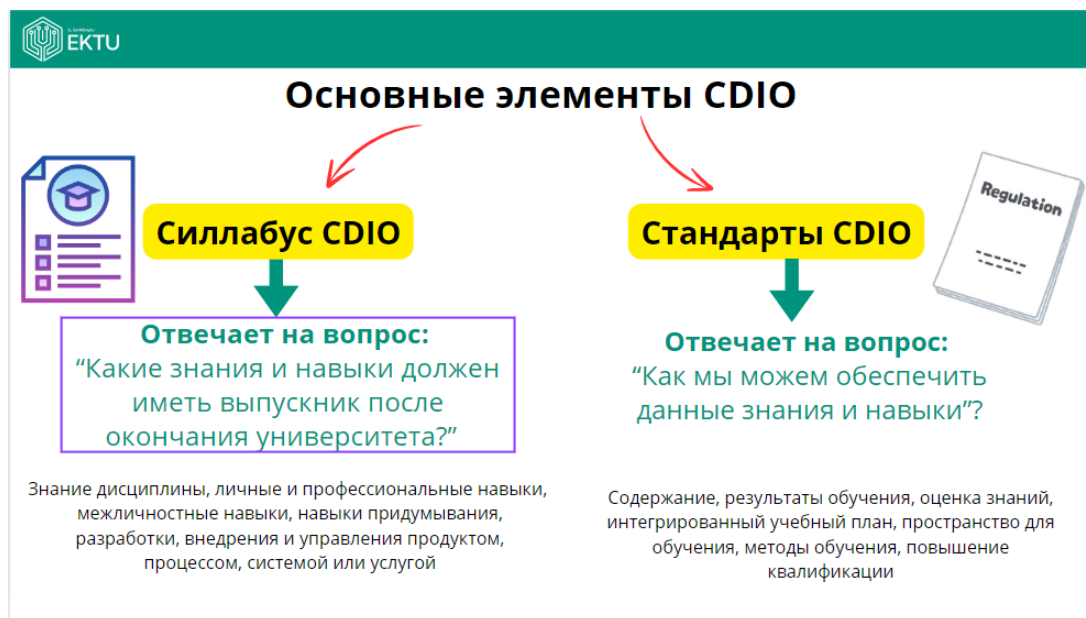 EKTU
Основные элементы CDIO
Силлабус CDIO
Отвечает на вопрос:
“Какие знания и навыки должен
иметь выпускник после
окончания университета?”
Знание дисциплины, личные и профессиональные навыки,
межличностные навыки, навыки придумывания,
разработки, внедрения и управления продуктом,
процессом, системой или услугой
Стандарты CDIO
Regulation
Отвечает на вопрос:
“Как мы можем обеспечить
данные знания и навыки”?
Содержание, результаты обучения, оценка знаний,
интегрированный учебный план, пространство для
обучения, методы обучения, повышение
квалификации